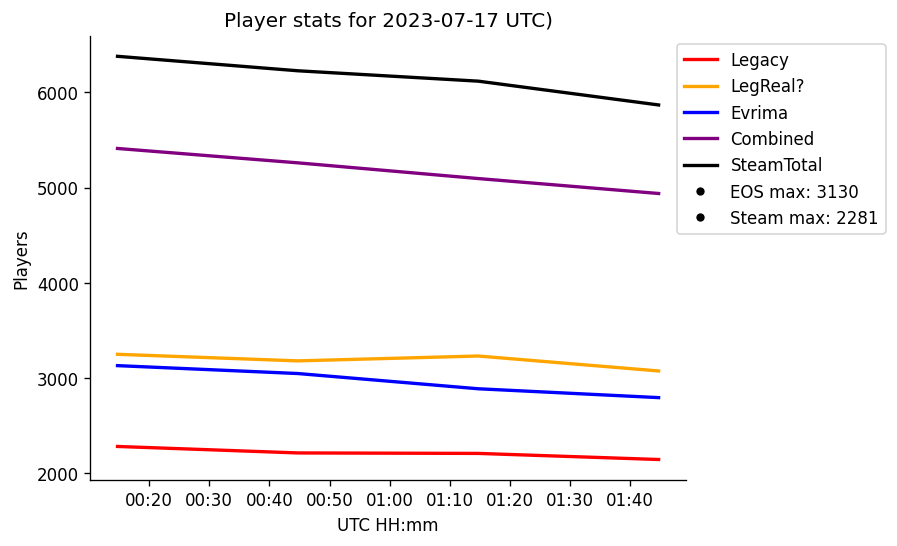 Player stats for 2023-07-17 UTC)
Legacy
LegReal?
Evrima
Combined
SteamTotal
EOS max: 3130
Steam max: 2281
Players
6000
5000
4000
3000
2000
00:20 00:30 00:40 00:50 01:00 01:10 01:20 01:30 01:40
UTC HH:mm